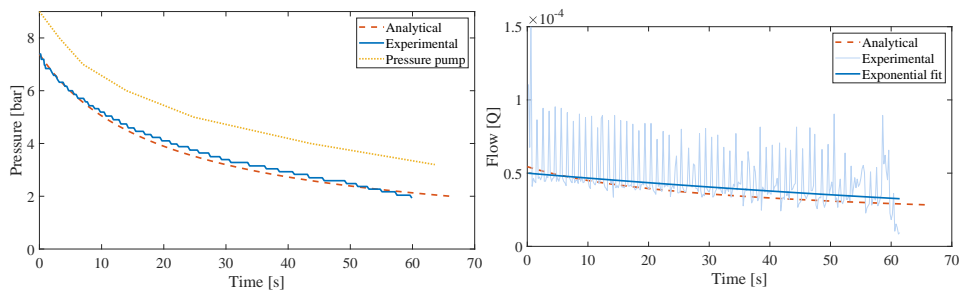 8
6
4
2
0
0
10
20
30
40
50
60
70
Pressure [bar]
Time [s]
Analytical
Experimental
Pressure pump
×10⁻⁴
1.5
1
0.5
0
0
10
20
30
40
50
60
70
Flow [Q]
Time [s]
Analytical
Experimental
Exponential fit